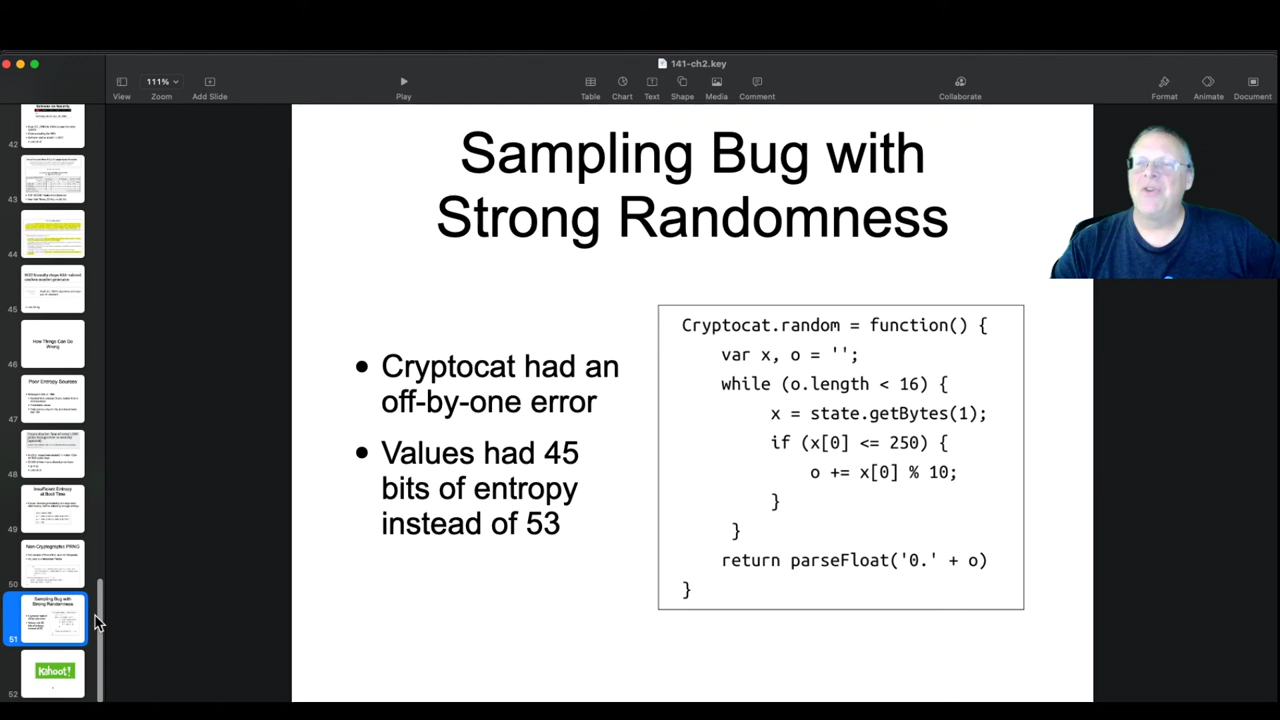 141-ch2.key
111%
View
Zoom
Add Slide
Play
Table
Chart
Text
Shape
Media
Comment
Collaborate
Format
Animate
Document
42
43
44
45
How Things Can Go
Wrong
46
Poor Entropy Sources
47
48
Insufficient Entropy
at Boot Time
49
Non-Cryptographic PRNG
50
Sampling Bug with
Strong Randomness
51
Kahoot!
52
Sampling Bug with
Strong Randomness
• Cryptocat had an
off-by-one error
• Values had 45
bits of entropy
instead of 53
Cryptocat.random = function() {
var x, o = '';
while (o.length < 16) {
x = state.getBytes(1);
if (x[0] <= 250) {
o += x[0] % 10;
}
}
return parseFloat('0.' + o)
}